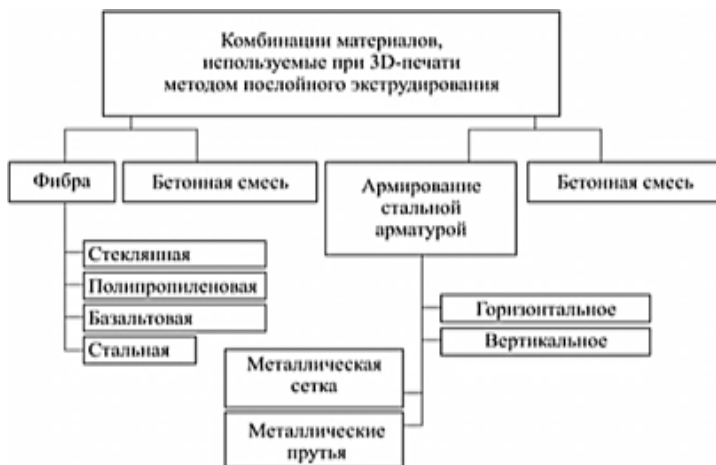 Комбинации материалов,
используемые при 3D-печати
методом послойного экструдирования
Фибра
Бетонная смесь
Армирование
стальной
арматурой
Бетонная смесь
Стеклянная
Полипропиленовая
Базальтовая
Стальная
Горизонтальное
Вертикальное
Металлическая
сетка
Металлические
прутья